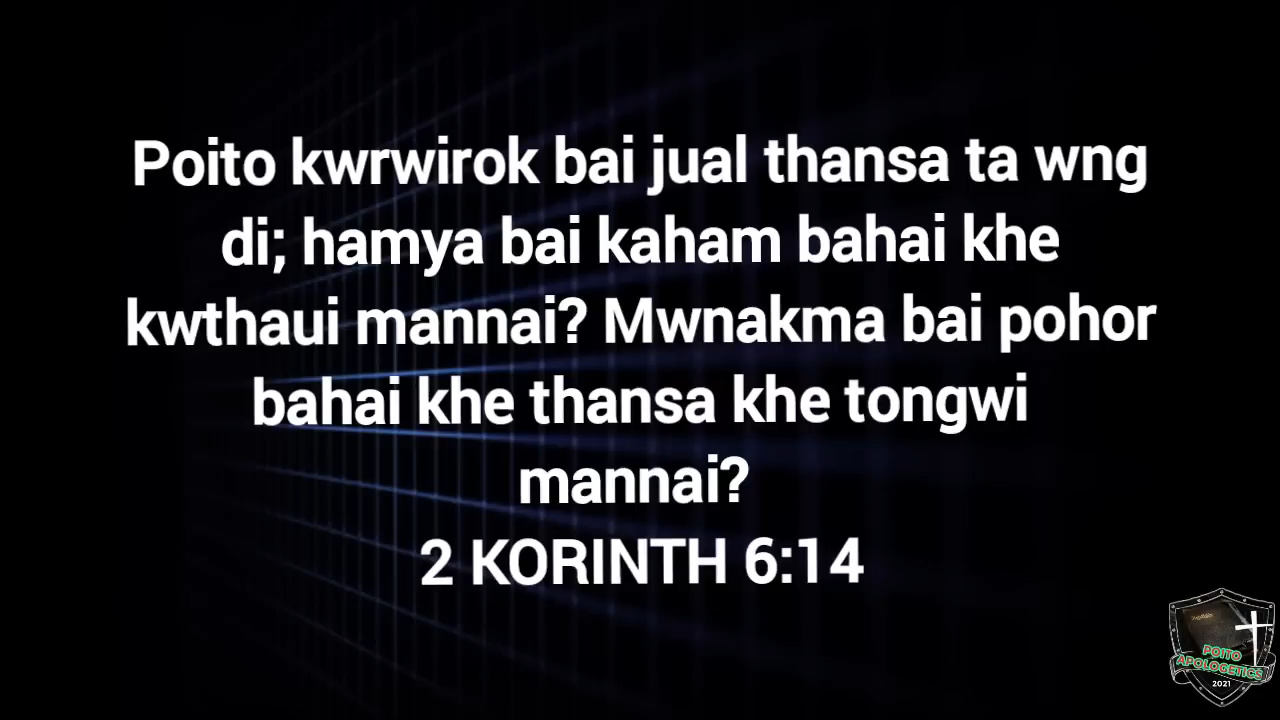 Poito kwrwirok bai jual thansa ta wng
di; hamya bai kaham bahai khe
kwthaui mannai? Mwnakma bai pohor
bahai khe thansa khe tongwi
mannai?
2 KORINTH 6:14
POITO
APOLOGETICS
2021